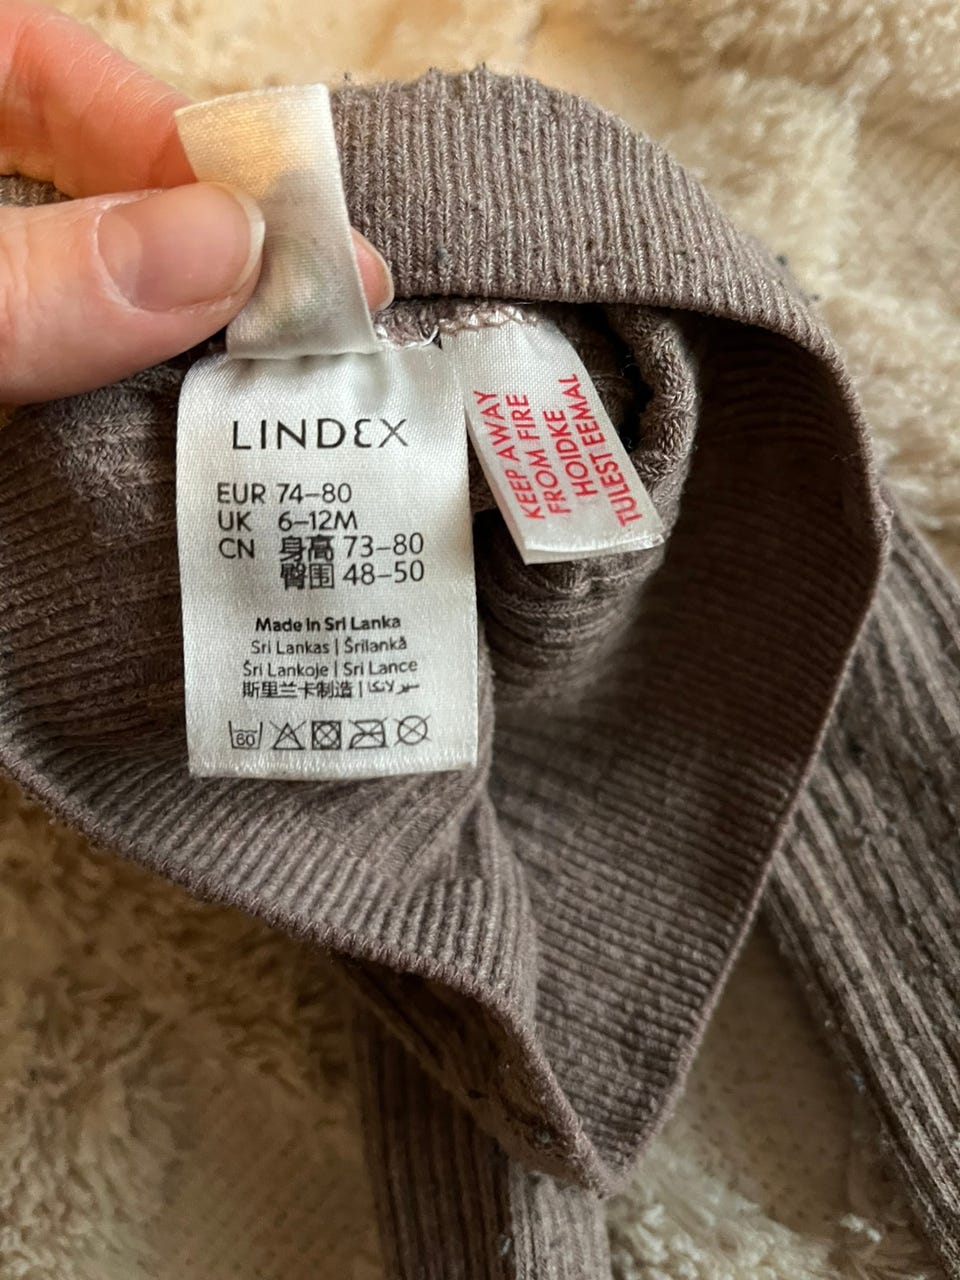 LINDEX
EUR 74–80
UK 6–12M
CN 身高 73–80
臀围 48–50
Made in Sri Lanka
Sri Lankas | Šrilankā
Šri Lankoje | Sri Lance
斯里兰卡制造 | سريلانكا
60
KEEP AWAY
FROM FIRE
HOIDKE
TULEST EEMAL